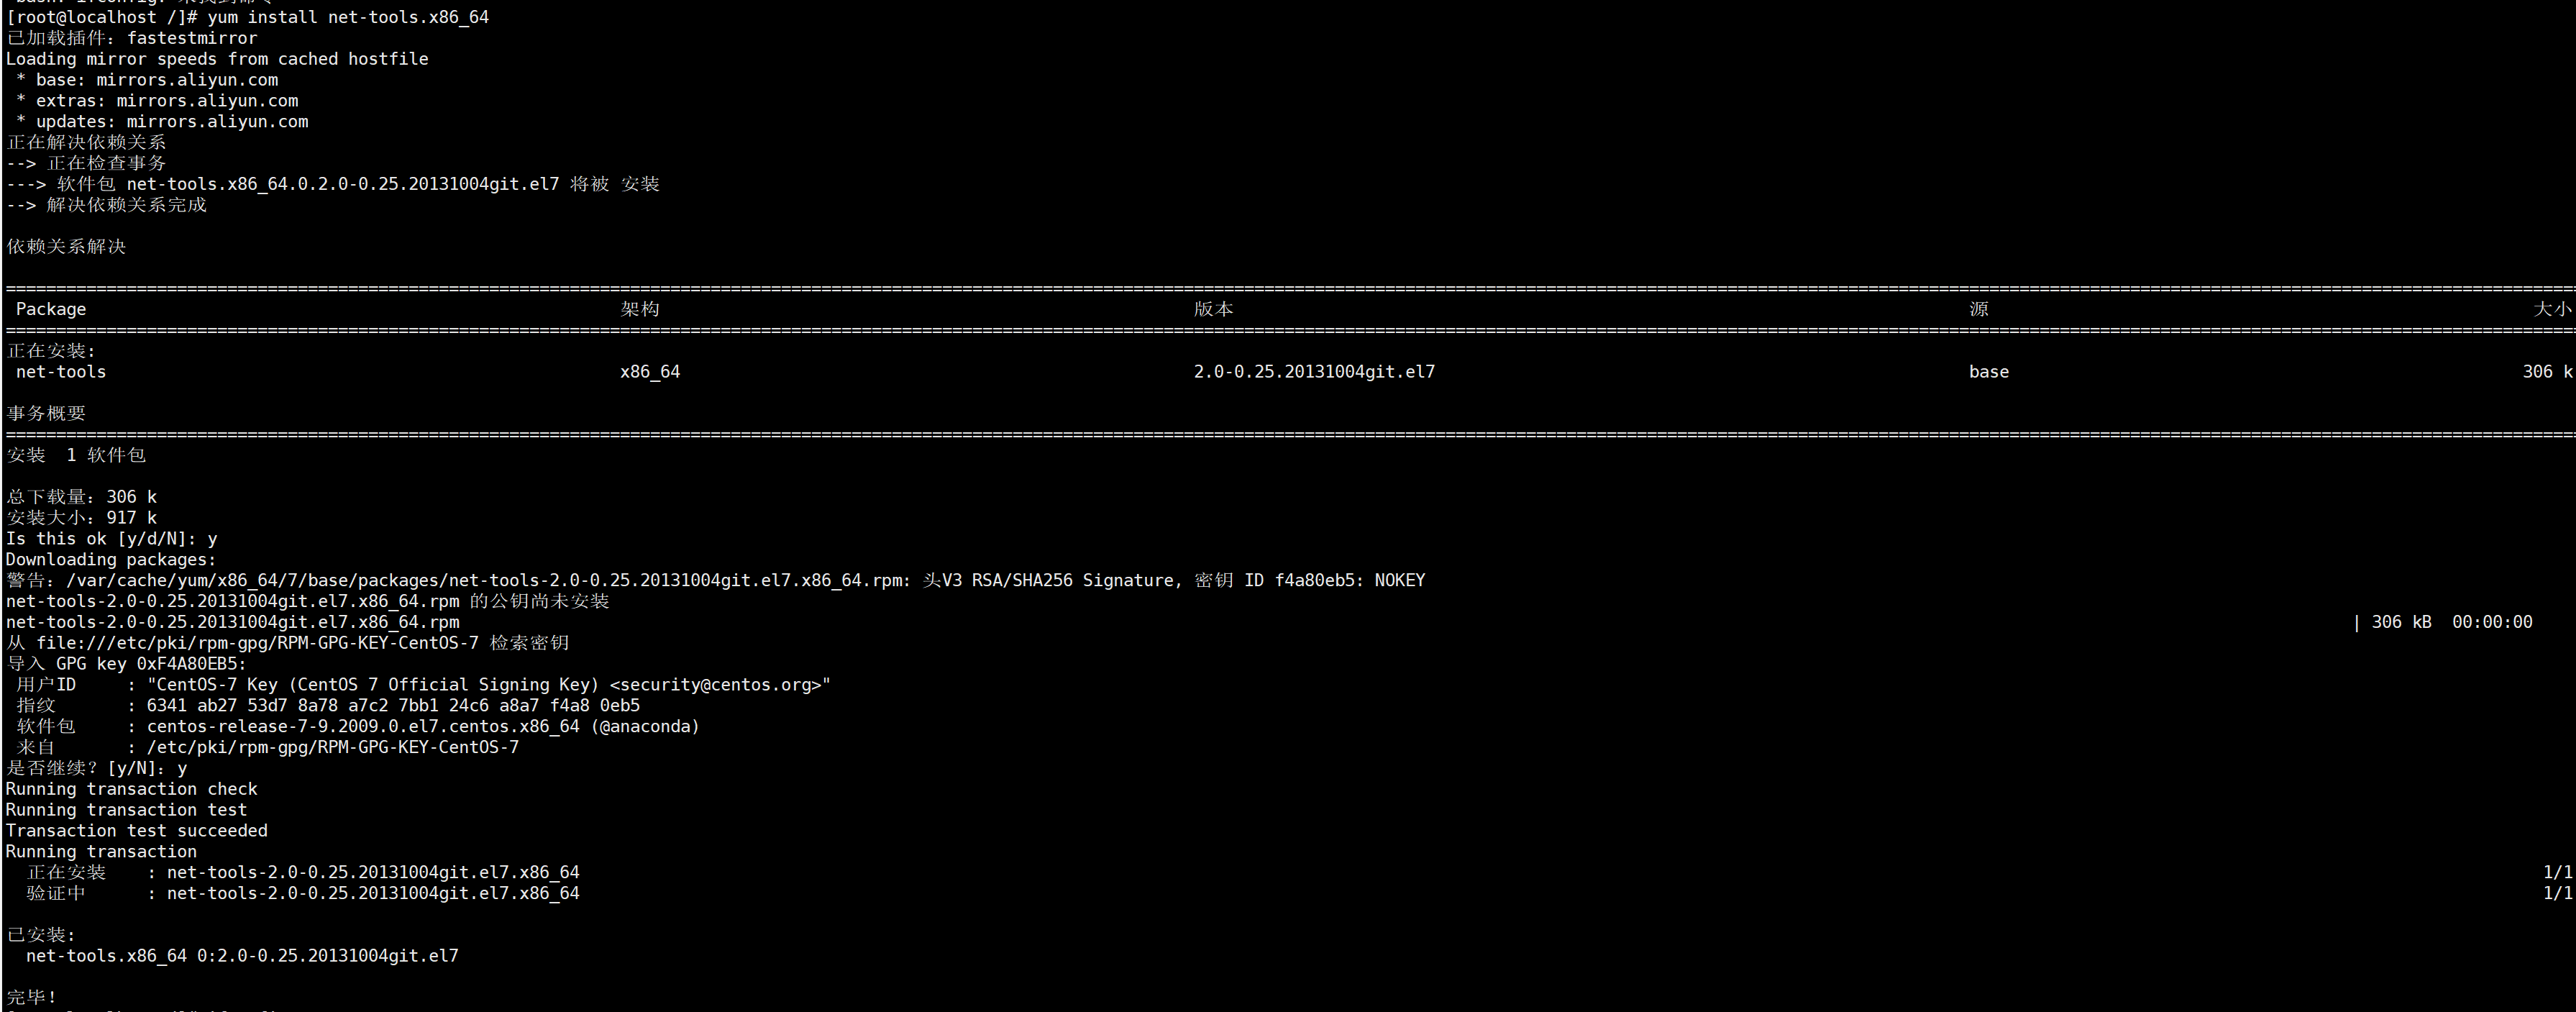 bash: ifconfig: 未找到命令
[root@localhost /]# yum install net-tools.x86_64
已加载插件：fastestmirror
Loading mirror speeds from cached hostfile
 * base: mirrors.aliyun.com
 * extras: mirrors.aliyun.com
 * updates: mirrors.aliyun.com
正在解决依赖关系
--> 正在检查事务
---> 软件包 net-tools.x86_64.0.2.0-0.25.20131004git.el7 将被 安装
--> 解决依赖关系完成
依赖关系解决
Package 架构 版本 源 大小
正在安装:
net-tools x86_64 2.0-0.25.20131004git.el7 base 306 k
事务概要
安装  1 软件包
总下载量：306 k
安装大小：917 k
Is this ok [y/d/N]: y
Downloading packages:
警告：/var/cache/yum/x86_64/7/base/packages/net-tools-2.0-0.25.20131004git.el7.x86_64.rpm: 头V3 RSA/SHA256 Signature, 密钥 ID f4a80eb5: NOKEY
net-tools-2.0-0.25.20131004git.el7.x86_64.rpm 的公钥尚未安装
net-tools-2.0-0.25.20131004git.el7.x86_64.rpm | 306 kB  00:00:00
从 file:///etc/pki/rpm-gpg/RPM-GPG-KEY-CentOS-7 检索密钥
导入 GPG key 0xF4A80EB5:
 用户ID     : "CentOS-7 Key (CentOS 7 Official Signing Key) <security@centos.org>"
 指纹       : 6341 ab27 53d7 8a78 a7c2 7bb1 24c6 a8a7 f4a8 0eb5
 软件包     : centos-release-7-9.2009.0.el7.centos.x86_64 (@anaconda)
 来自       : /etc/pki/rpm-gpg/RPM-GPG-KEY-CentOS-7
是否继续？[y/N]：y
Running transaction check
Running transaction test
Transaction test succeeded
Running transaction
  正在安装    : net-tools-2.0-0.25.20131004git.el7.x86_64 1/1
  验证中      : net-tools-2.0-0.25.20131004git.el7.x86_64 1/1
已安装:
  net-tools.x86_64 0:2.0-0.25.20131004git.el7
完毕！